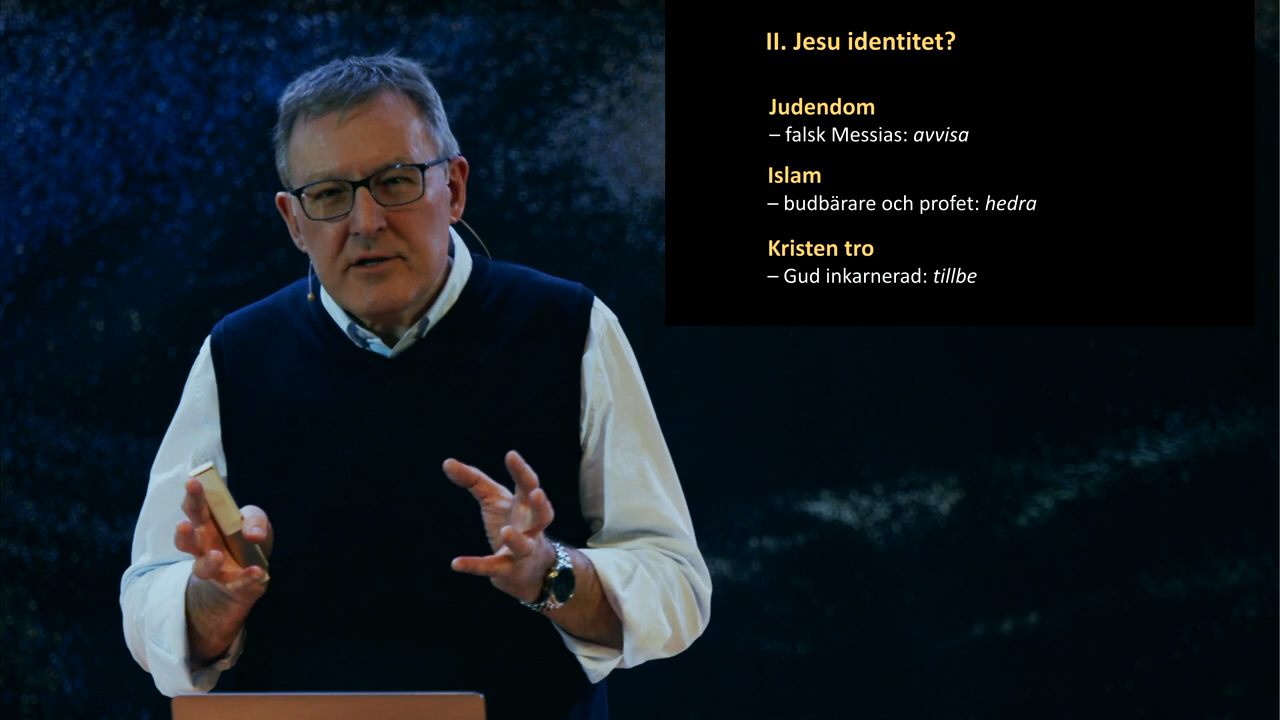 II. Jesu identitet?
Judendom
– falsk Messias: avvisa
Islam
– budbärare och profet: hedra
Kristen tro
– Gud inkarnerad: tillbe